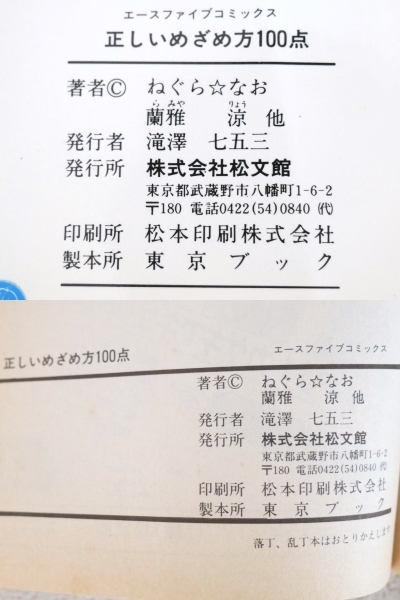 エースファイブコミックス
正しいめざめ方100点
著者© ねぐら☆なお
らみや りょう
蘭雅 涼 他
発行者 滝澤 七五三
発行所 株式会社松文館
東京都武蔵野市八幡町1-6-2
〒180 電話0422(54)0840 ㈹
印刷所 松本印刷株式会社
製本所 東京ブック
正しいめざめ方100点
エースファイブコミックス
著者© ねぐら☆なお
蘭雅 涼 他
発行者 滝澤 七五三
発行所 株式会社松文館
東京都武蔵野市八幡町1-6-2
〒180 電話0422(54)0840 ㈹
印刷所 松本印刷株式会社
製本所 東京ブック
落丁、乱丁本はおとりかえします